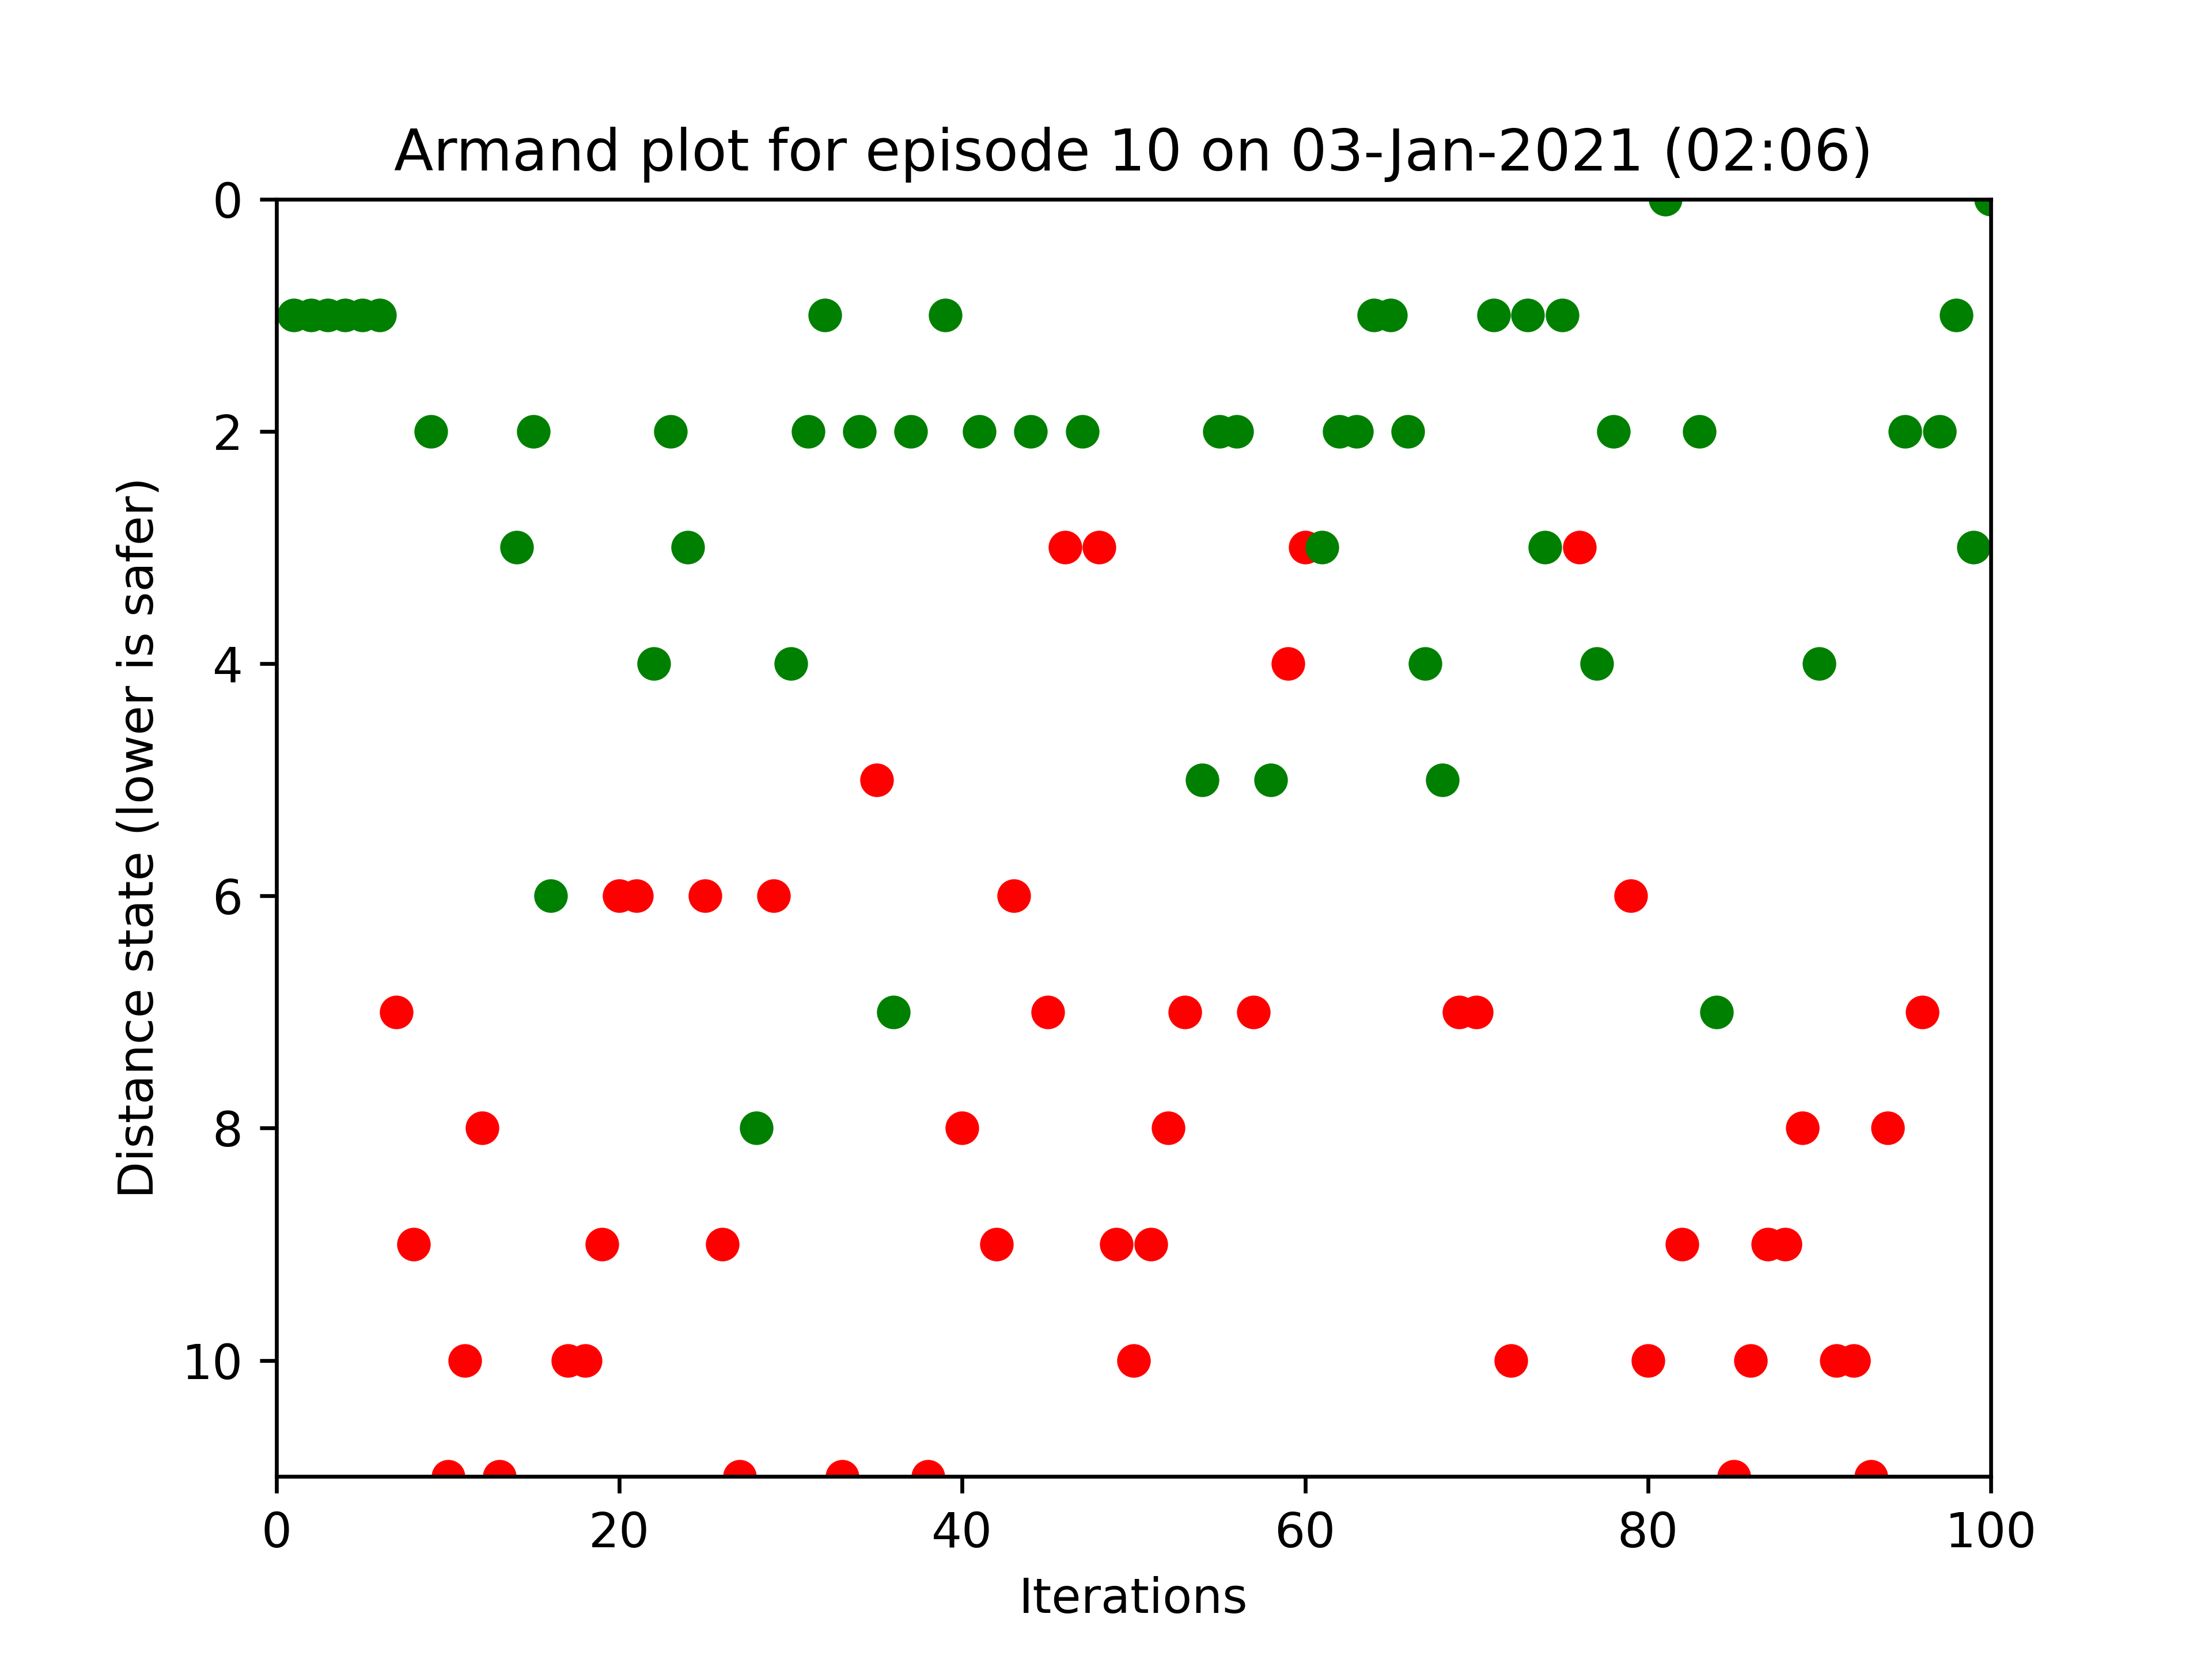 Armand plot for episode 10 on 03-Jan-2021 (02:06)
Distance state (lower is safer)
0
2
4
6
8
10
0 20 40 60 80 100
Iterations